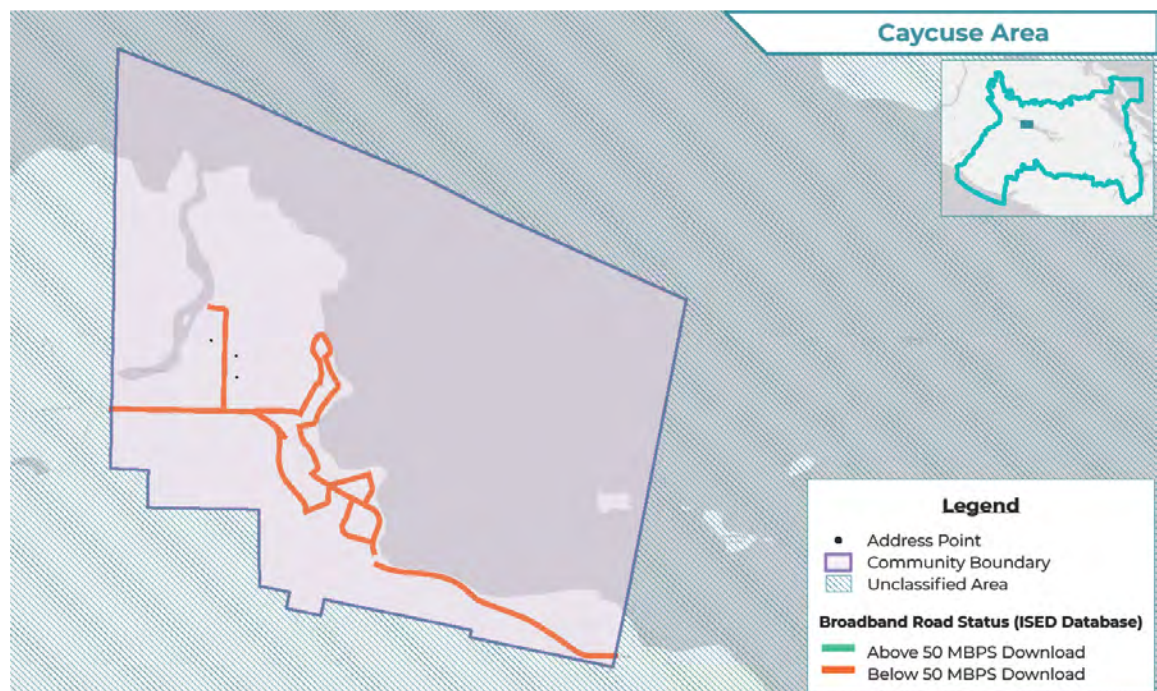 Caycuse Area
Legend
Address Point
Community Boundary
Unclassified Area
Broadband Road Status (ISED Database)
Above 50 MBPS Download
Below 50 MBPS Download